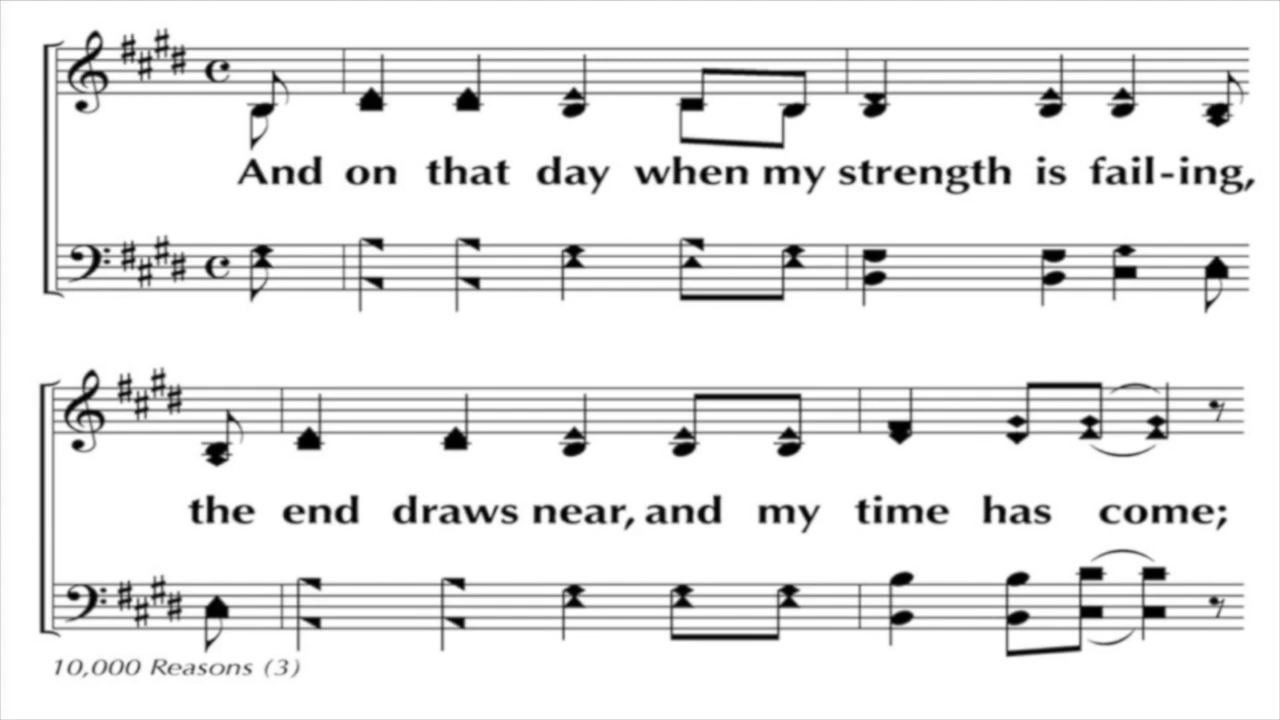 And on that day when my strength is fail-ing,
the end draws near, and my time has come;
10,000 Reasons (3)